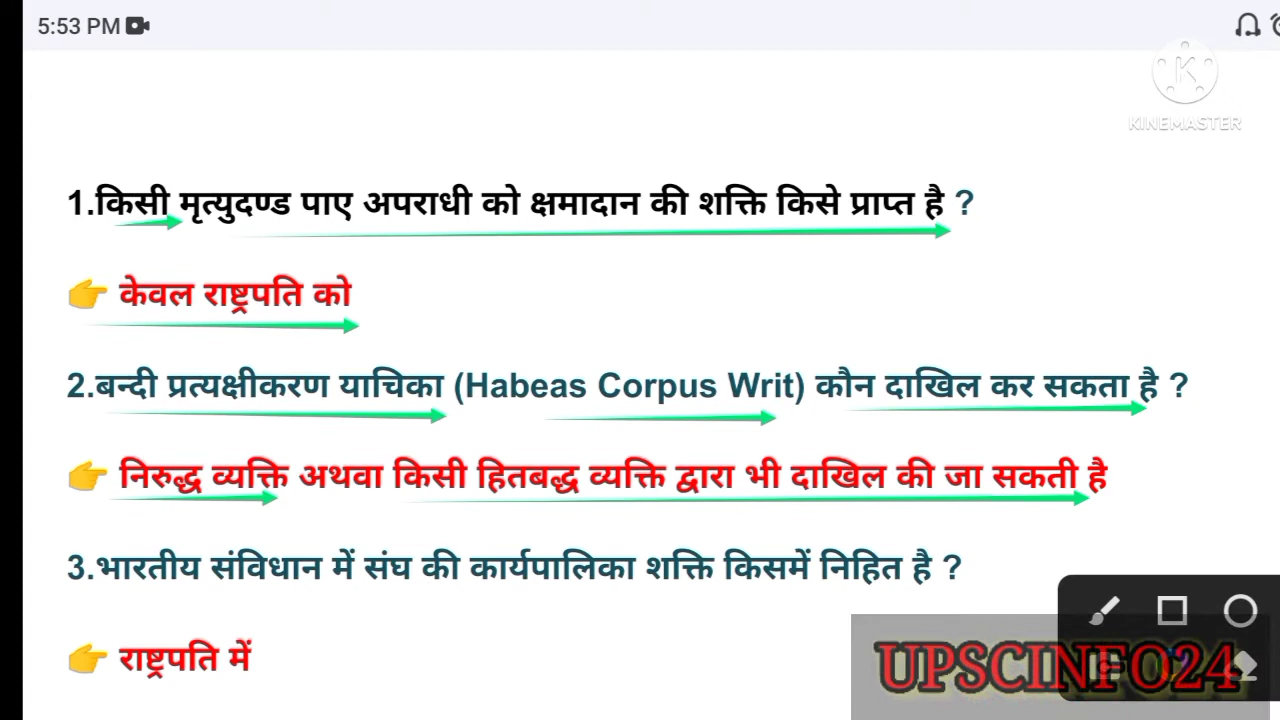 5:53 PM
KINEMASTER
1.किसी मृत्युदण्ड पाए अपराधी को क्षमादान की शक्ति किसे प्राप्त है ?
👉 केवल राष्ट्रपति को
2.बन्दी प्रत्यक्षीकरण याचिका (Habeas Corpus Writ) कौन दाखिल कर सकता है ?
👉 निरुद्ध व्यक्ति अथवा किसी हितबद्ध व्यक्ति द्वारा भी दाखिल की जा सकती है
3.भारतीय संविधान में संघ की कार्यपालिका शक्ति किसमें निहित है ?
👉 राष्ट्रपति में
UPSCINFO24